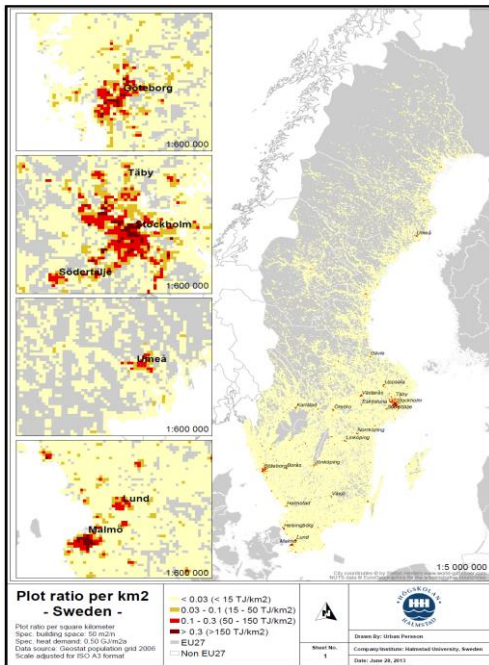 Göteborg
1:600 000
Täby
Stockholm
Södertälje
1:600 000
Umeå
1:600 000
Lund
Malmö
1:600 000
Umeå
Gävle
Uppsala
Västerås
Täby
Karlstad
Örebro
Eskilstuna
Stockholm
Södertälje
Norrköping
Linköping
Göteborg
Borås
Jönköping
Halmstad
Växjö
Helsingborg
Lund
Malmö
1:5 000 000
Plot ratio per km2
- Sweden -
Plot ratio per square kilometer
Spec. building space: 50 m2/n
Spec. heat demand: 0.50 GJ/m2a
Data source: Geostat population grid 2006
Scale adjusted for ISO A3 format
< 0.03 (< 15 TJ/km2)
0.03 - 0.1 (15 - 50 TJ/km2)
0.1 - 0.3 (50 - 150 TJ/km2)
> 0.3 (>150 TJ/km2)
EU27
Non EU27
Sheet No.
1
HÖGSKOLAN
HALMSTAD
Drawn By: Urban Persson
Company/Institute: Halmstad University, Sweden
Date: June 20, 2013